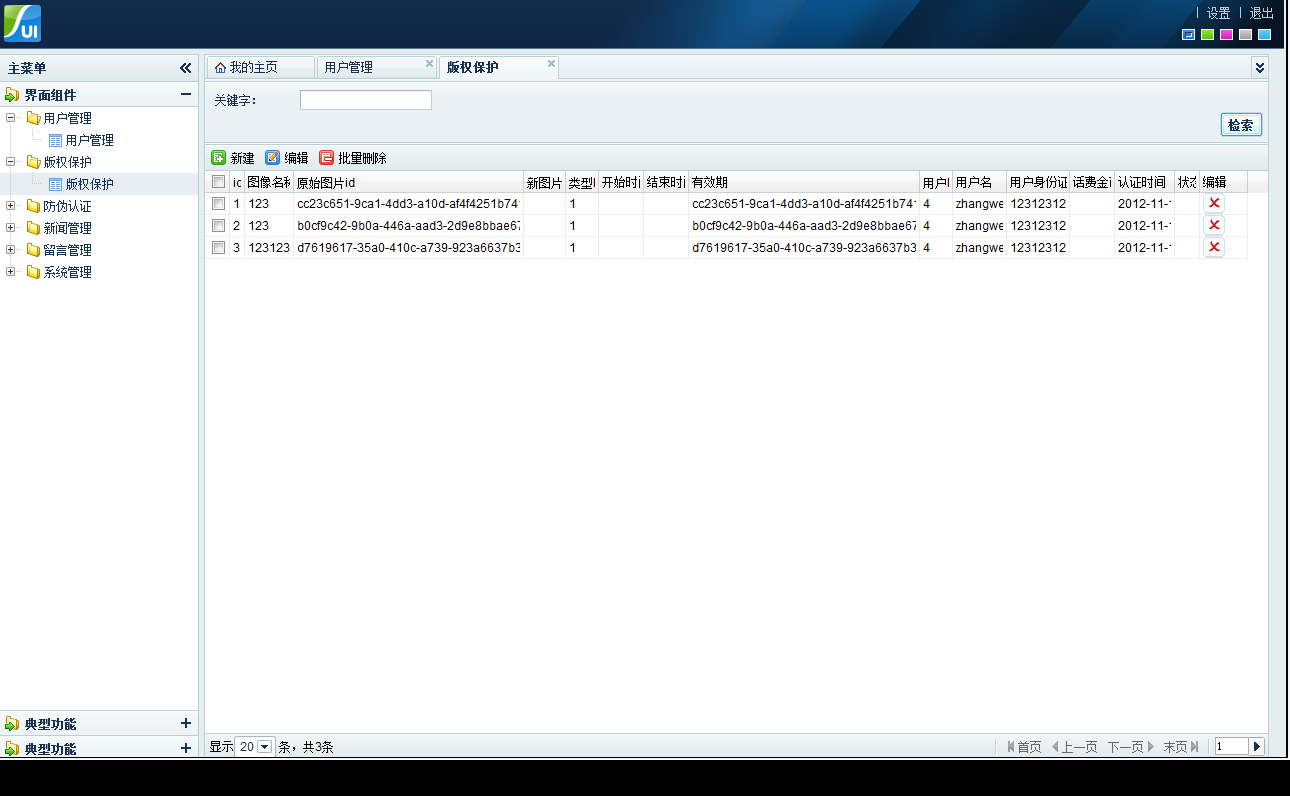 UI
设置 退出
主菜单
界面组件
用户管理
用户管理
版权保护
版权保护
防伪认证
新闻管理
留言管理
系统管理
典型功能
典型功能
我的主页 用户管理 版权保护
关键字：
检索
新建 编辑 批量删除
id 图像名称 原始图片id 新图片 类型 开始时间 结束时间 有效期 用户 用户名 用户身份证 话费金 认证时间 状态 编辑
1 123 cc23c651-9ca1-4dd3-a10d-af4f4251b741 1 cc23c651-9ca1-4dd3-a10d-af4f4251b741 4 zhangwe 12312312 2012-11-
2 123 b0cf9c42-9b0a-446a-aad3-2d9e8bbae67 1 b0cf9c42-9b0a-446a-aad3-2d9e8bbae67 4 zhangwe 12312312 2012-11-
3 123123 d7619617-35a0-410c-a739-923a6637b3 1 d7619617-35a0-410c-a739-923a6637b3 4 zhangwe 12312312 2012-11-
显示 20 条，共3条 首页 上一页 下一页 末页 1